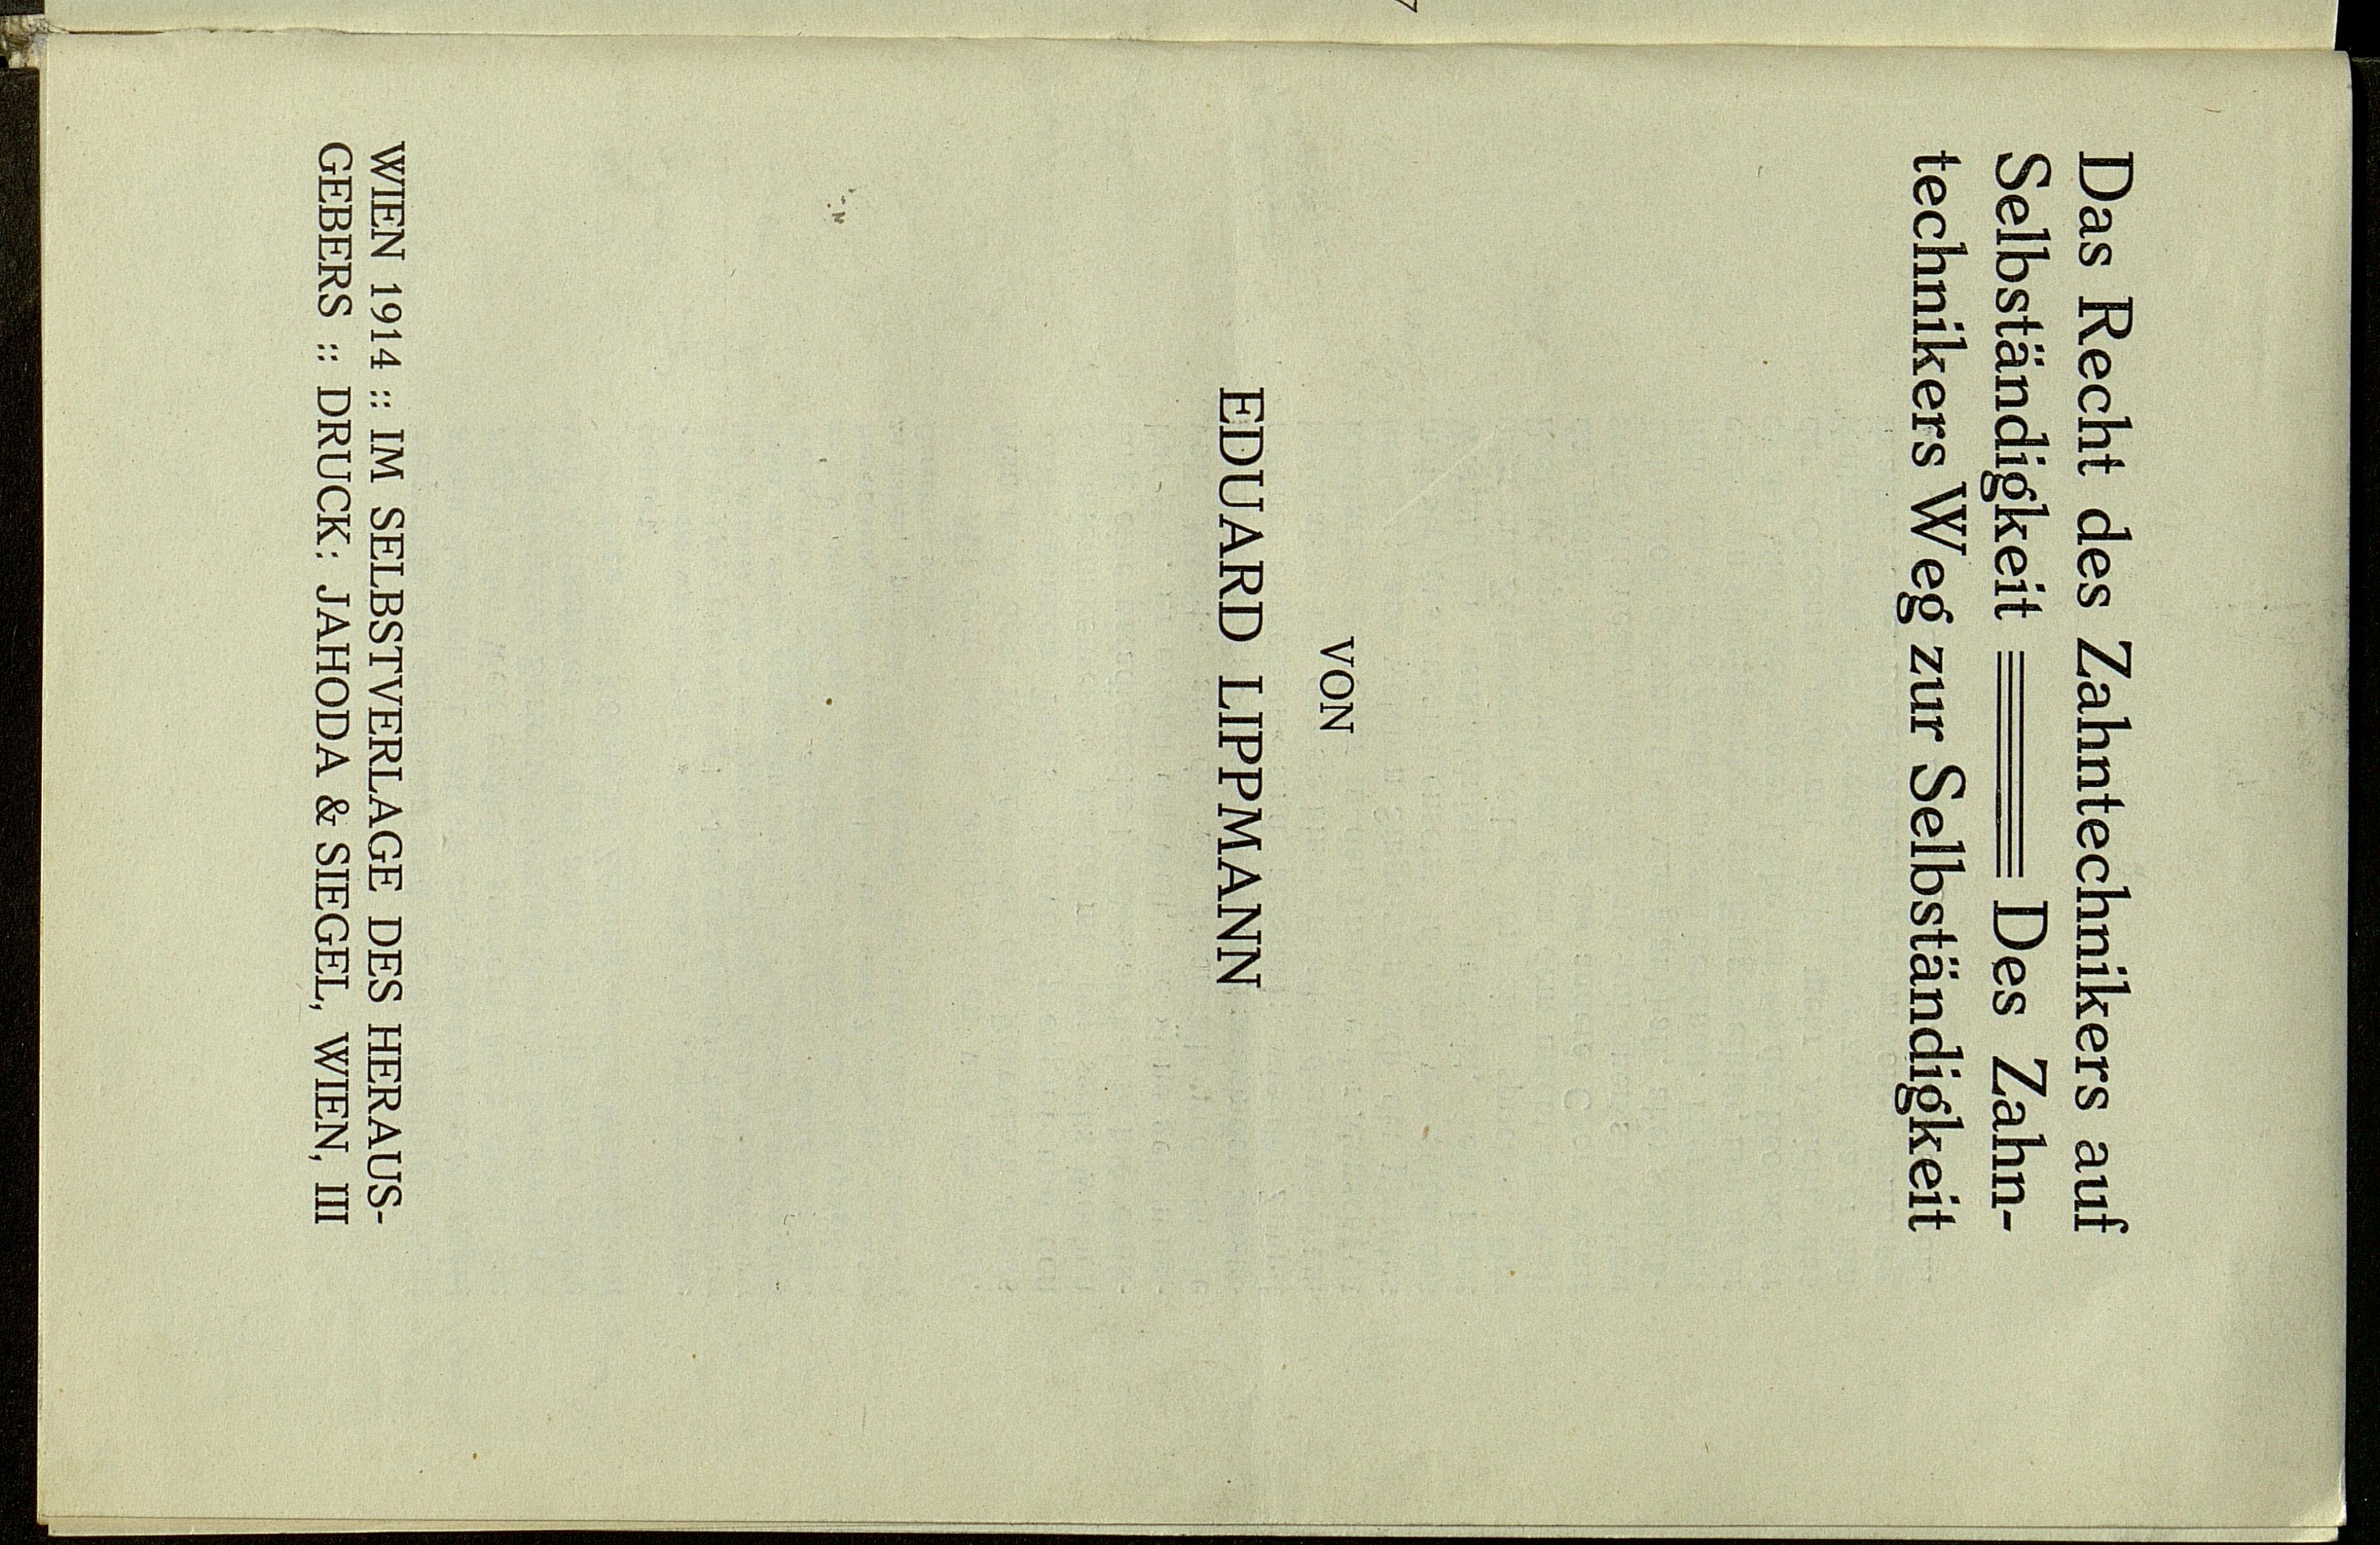 Das Recht des Zahntechnikers auf
Selbständigkeit Des Zahn-
technikers Weg zur Selbständigkeit
VON
EDUARD LIPPMANN
WIEN 1914 :: IM SELBSTVERLAGE DES HERAUS-
GEBERS :: DRUCK: JAHODA & SIEGEL, WIEN, III